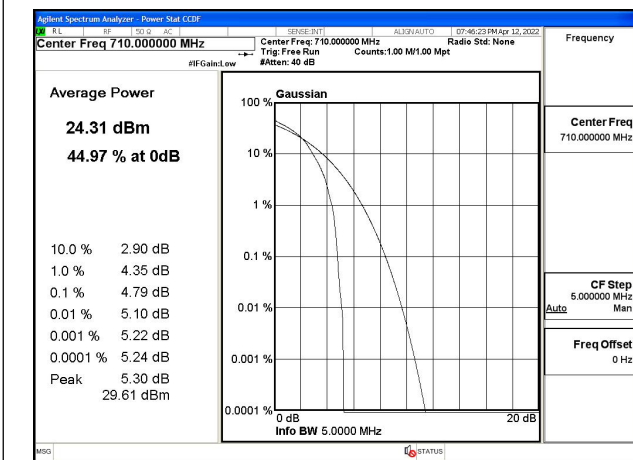 Agilent Spectrum Analyzer - Power Stat CCDF
RL RF 50 Ω AC SENSE:INT ALIGN AUTO 07:46:23 PM Apr 12, 2022
Center Freq 710.000000 MHz
Center Freq: 710.000000 MHz Radio Std: None
Trig: Free Run Counts:1.00 M/1.00 Mpt
#IFGain:Low #Atten: 40 dB
Frequency
Average Power
24.31 dBm
44.97 % at 0dB
10.0 % 2.90 dB
1.0 % 4.35 dB
0.1 % 4.79 dB
0.01 % 5.10 dB
0.001 % 5.22 dB
0.0001 % 5.24 dB
Peak 5.30 dB
29.61 dBm
Gaussian
100 %
10 %
1 %
0.1 %
0.01 %
0.001 %
0.0001 %
0 dB 20 dB
Info BW 5.0000 MHz
Center Freq
710.000000 MHz
CF Step
5.000000 MHz
Auto Man
Freq Offset
0 Hz
MSG STATUS